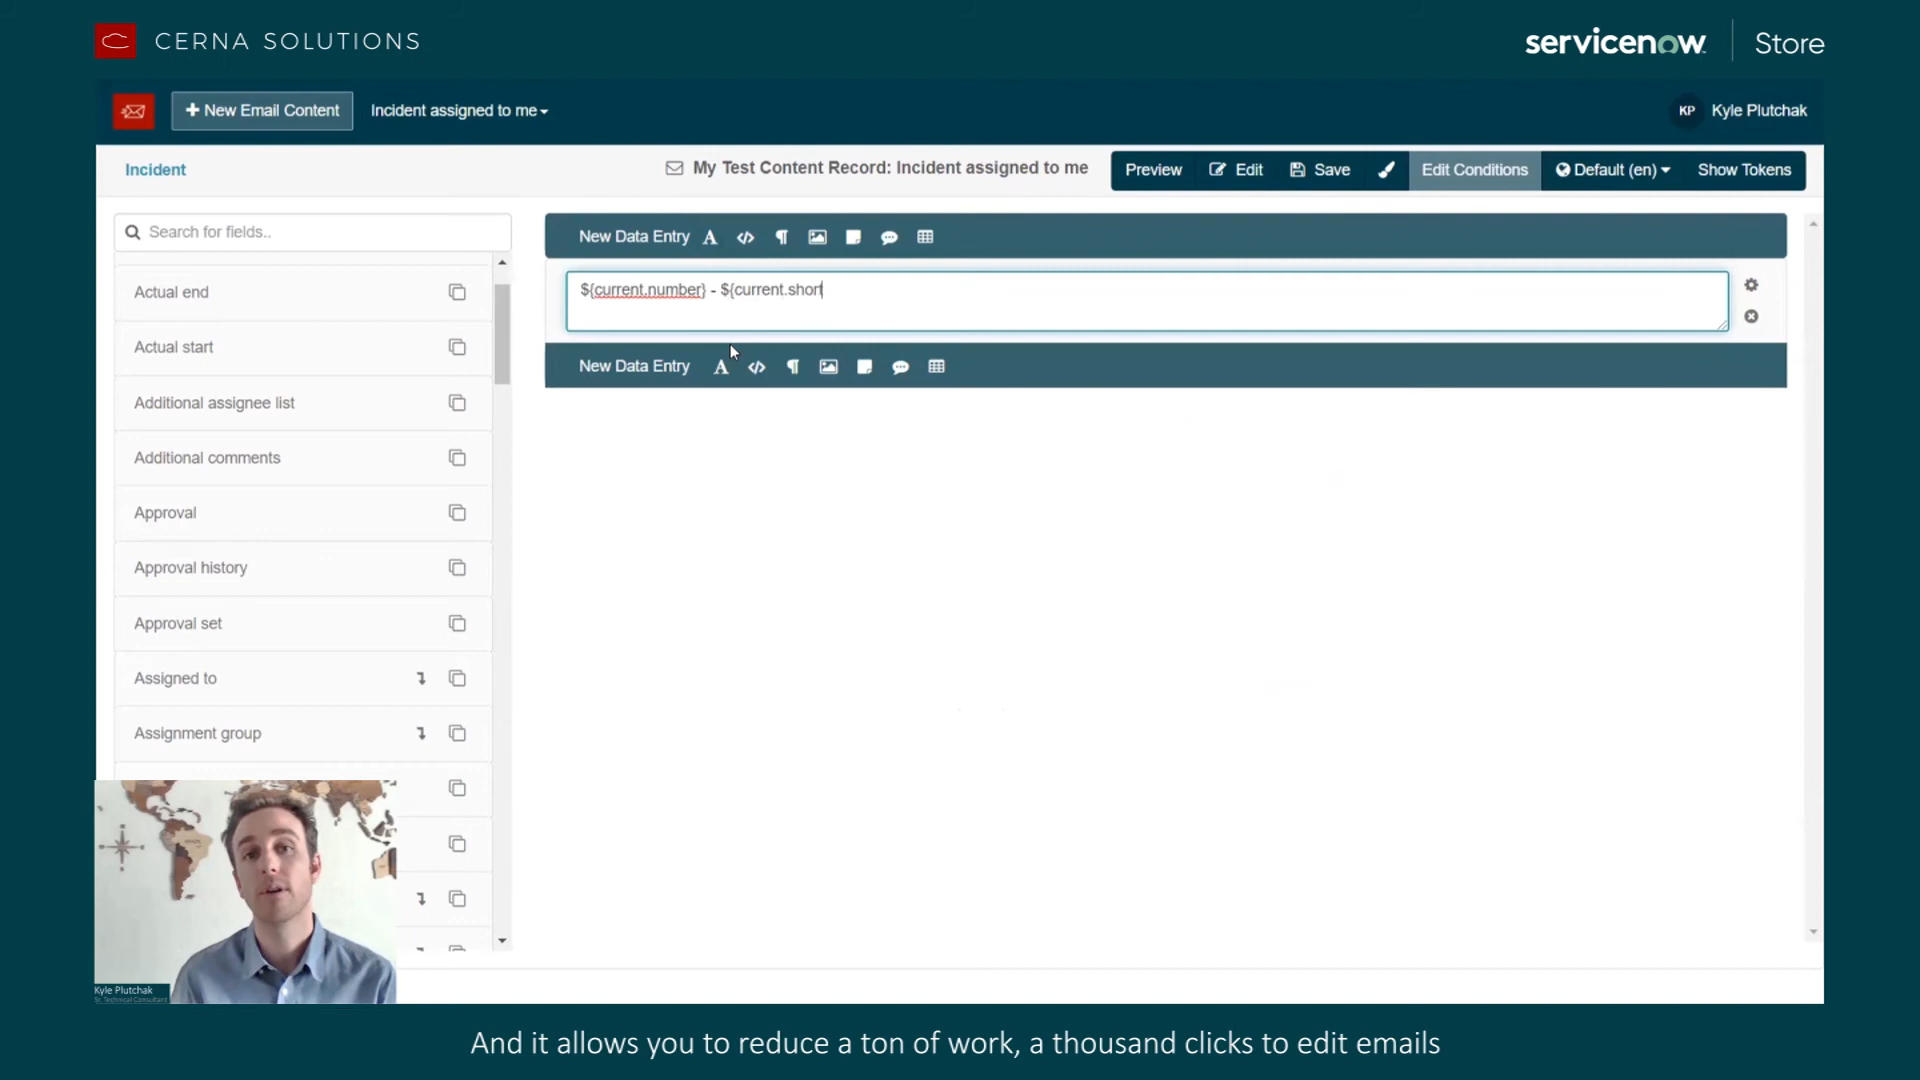 CERNA SOLUTIONS
servicenow Store
New Email Content
Incident assigned to me
KP Kyle Plutchak
Incident
My Test Content Record: Incident assigned to me
Preview
Edit
Save
Edit Conditions
Default (en)
Show Tokens
Search for fields..
Actual end
Actual start
Additional assignee list
Additional comments
Approval
Approval history
Approval set
Assigned to
Assignment group
New Data Entry
${current.number} - ${current.short
New Data Entry
Kyle Plutchak
Sr. Technical Consultant
And it allows you to reduce a ton of work, a thousand clicks to edit emails